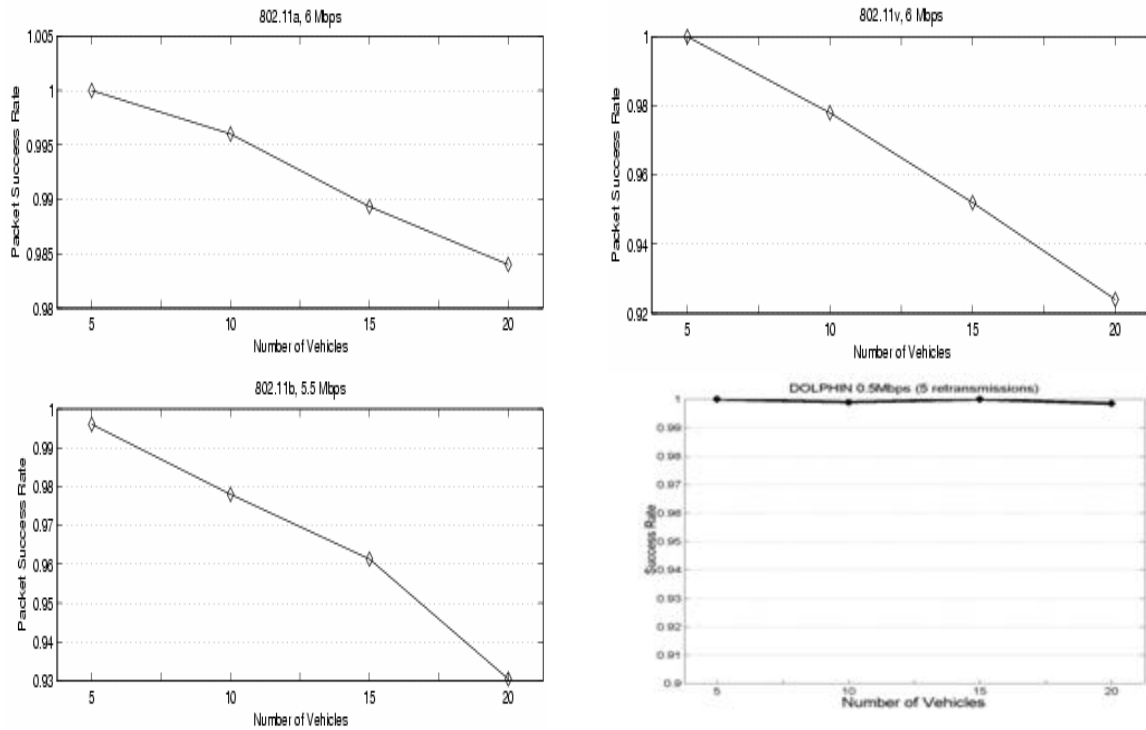 802.11a, 6 Mbps
Packet Success Rate
1.005
1
0.995
0.99
0.985
0.98
5 10 15 20
Number of Vehicles
802.11v, 6 Mbps
Packet Success Rate
1
0.98
0.96
0.94
0.92
5 10 15 20
Number of Vehicles
802.11b, 5.5 Mbps
Packet Success Rate
1
0.99
0.98
0.97
0.96
0.95
0.94
0.93
5 10 15 20
Number of Vehicles
DOLPHIN 0.5Mbps (5 retransmissions)
Success Rate
1
0.99
0.98
0.97
0.96
0.95
0.94
0.93
0.92
0.91
0.9
5 10 15 20
Number of Vehicles